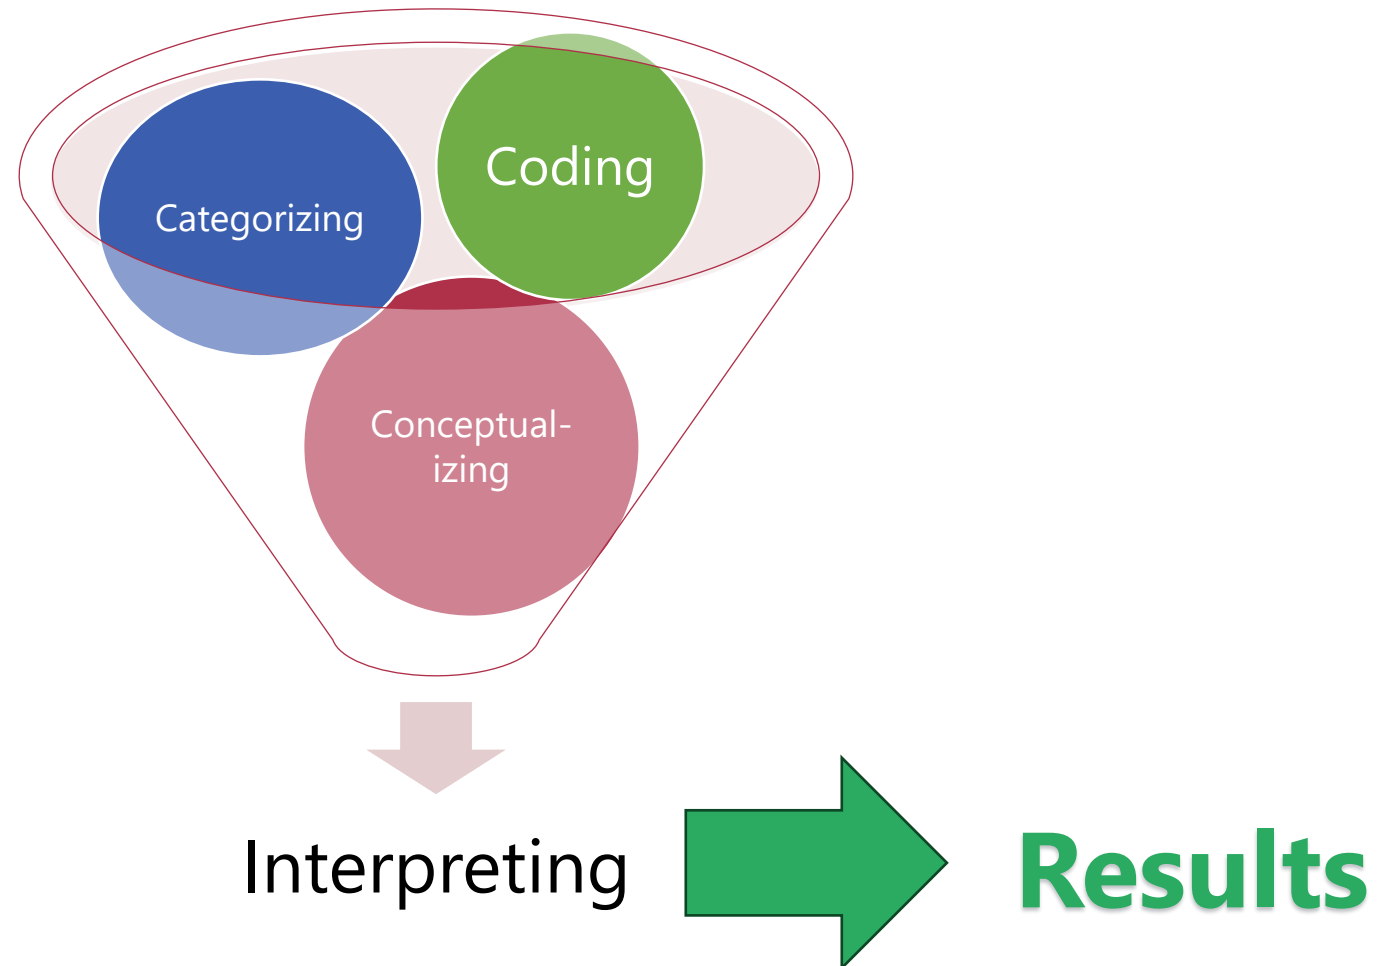 Coding
Categorizing
Conceptual-
izing
Interpreting
Results